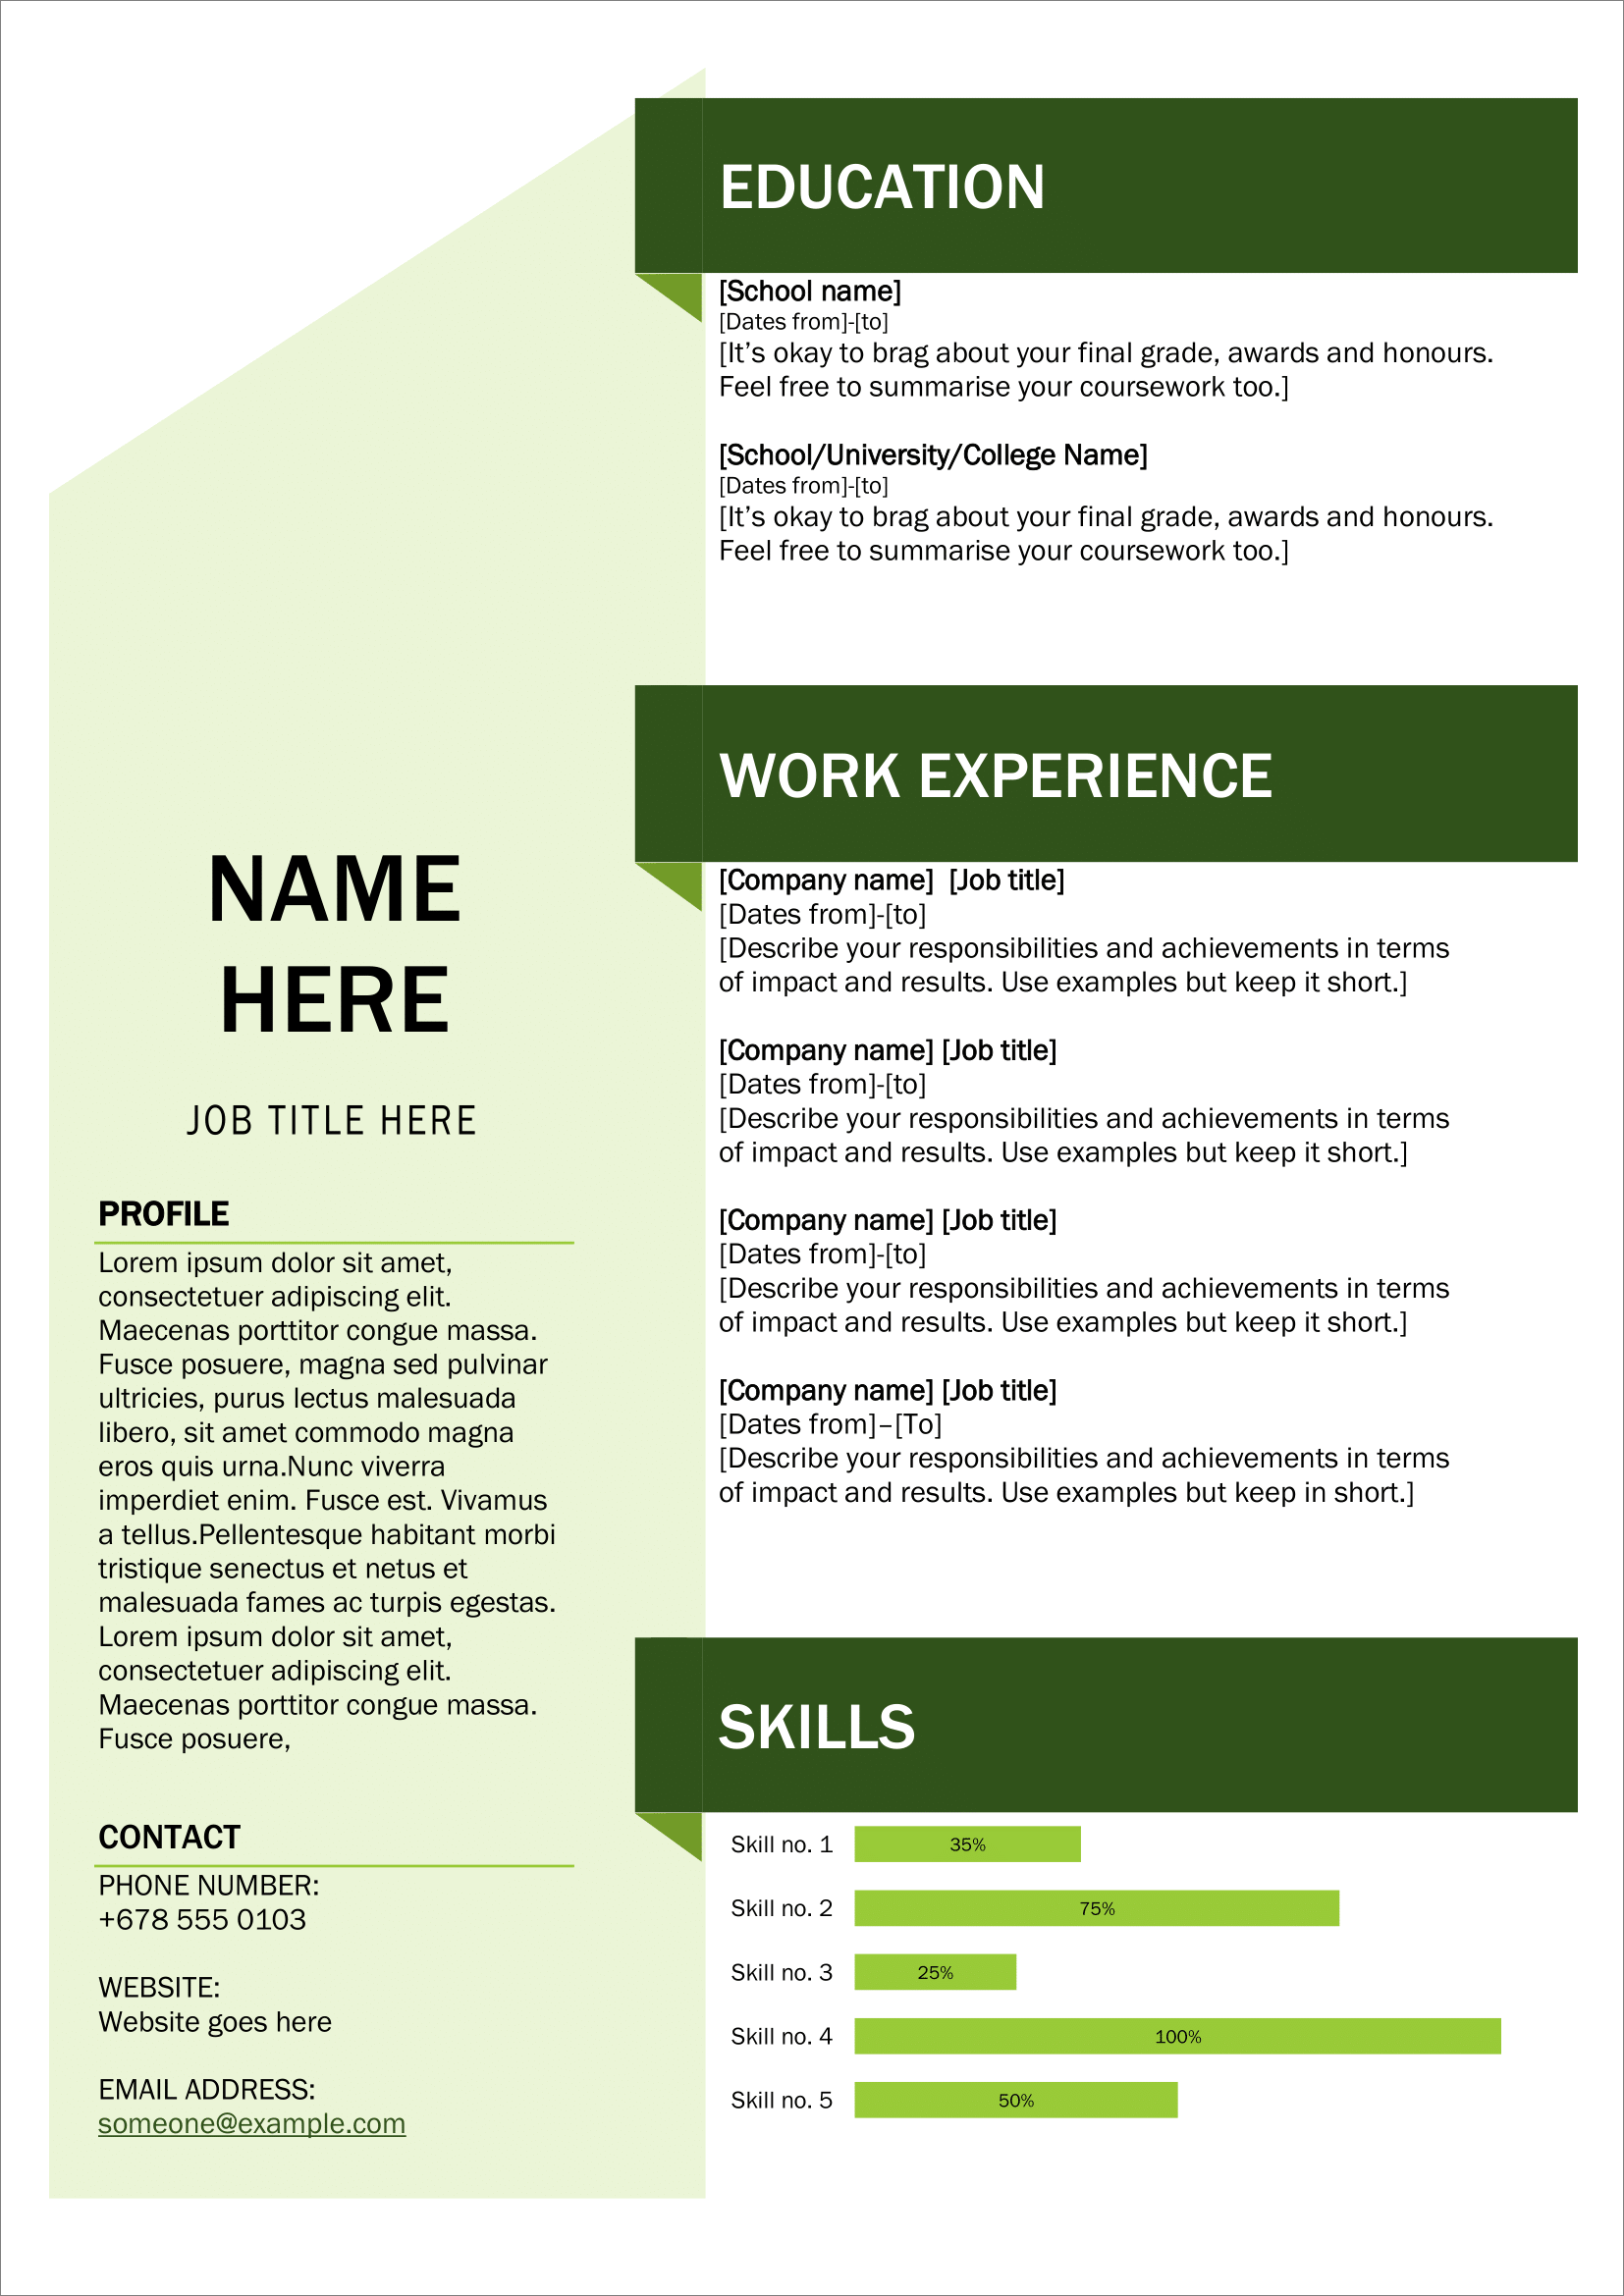 EDUCATION
[School name]
[Dates from]-[to]
[It’s okay to brag about your final grade, awards and honours.
Feel free to summarise your coursework too.]
[School/University/College Name]
[Dates from]-[to]
[It’s okay to brag about your final grade, awards and honours.
Feel free to summarise your coursework too.]
WORK EXPERIENCE
[Company name]  [Job title]
[Dates from]-[to]
[Describe your responsibilities and achievements in terms
of impact and results. Use examples but keep it short.]
[Company name] [Job title]
[Dates from]-[to]
[Describe your responsibilities and achievements in terms
of impact and results. Use examples but keep it short.]
[Company name] [Job title]
[Dates from]-[to]
[Describe your responsibilities and achievements in terms
of impact and results. Use examples but keep it short.]
[Company name] [Job title]
[Dates from]–[To]
[Describe your responsibilities and achievements in terms
of impact and results. Use examples but keep in short.]
SKILLS
Skill no. 1 35%
Skill no. 2 75%
Skill no. 3 25%
Skill no. 4 100%
Skill no. 5 50%
NAME
HERE
JOB TITLE HERE
PROFILE
Lorem ipsum dolor sit amet,
consectetuer adipiscing elit.
Maecenas porttitor congue massa.
Fusce posuere, magna sed pulvinar
ultricies, purus lectus malesuada
libero, sit amet commodo magna
eros quis urna.Nunc viverra
imperdiet enim. Fusce est. Vivamus
a tellus.Pellentesque habitant morbi
tristique senectus et netus et
malesuada fames ac turpis egestas.
Lorem ipsum dolor sit amet,
consectetuer adipiscing elit.
Maecenas porttitor congue massa.
Fusce posuere,
CONTACT
PHONE NUMBER:
+678 555 0103
WEBSITE:
Website goes here
EMAIL ADDRESS:
someone@example.com